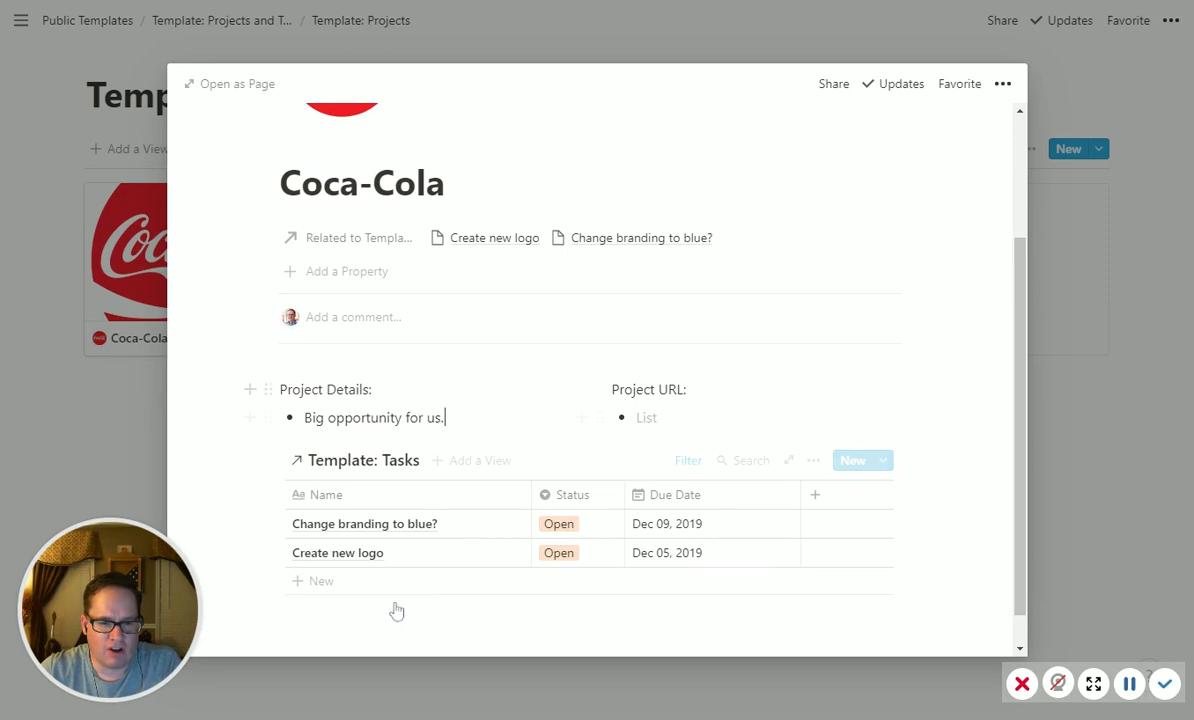 Public Templates / Template: Projects and T... / Template: Projects
Share Updates Favorite
Open as Page
Share Updates Favorite
Add a View
New
Coca-Cola
Related to Templa... Create new logo Change branding to blue?
Add a Property
Add a comment...
Coca-Cola
Project Details: Project URL:
Big opportunity for us. List
Template: Tasks Add a View Filter Search New
Aa Name Status Due Date
Change branding to blue? Open Dec 09, 2019
Create new logo Open Dec 05, 2019
New